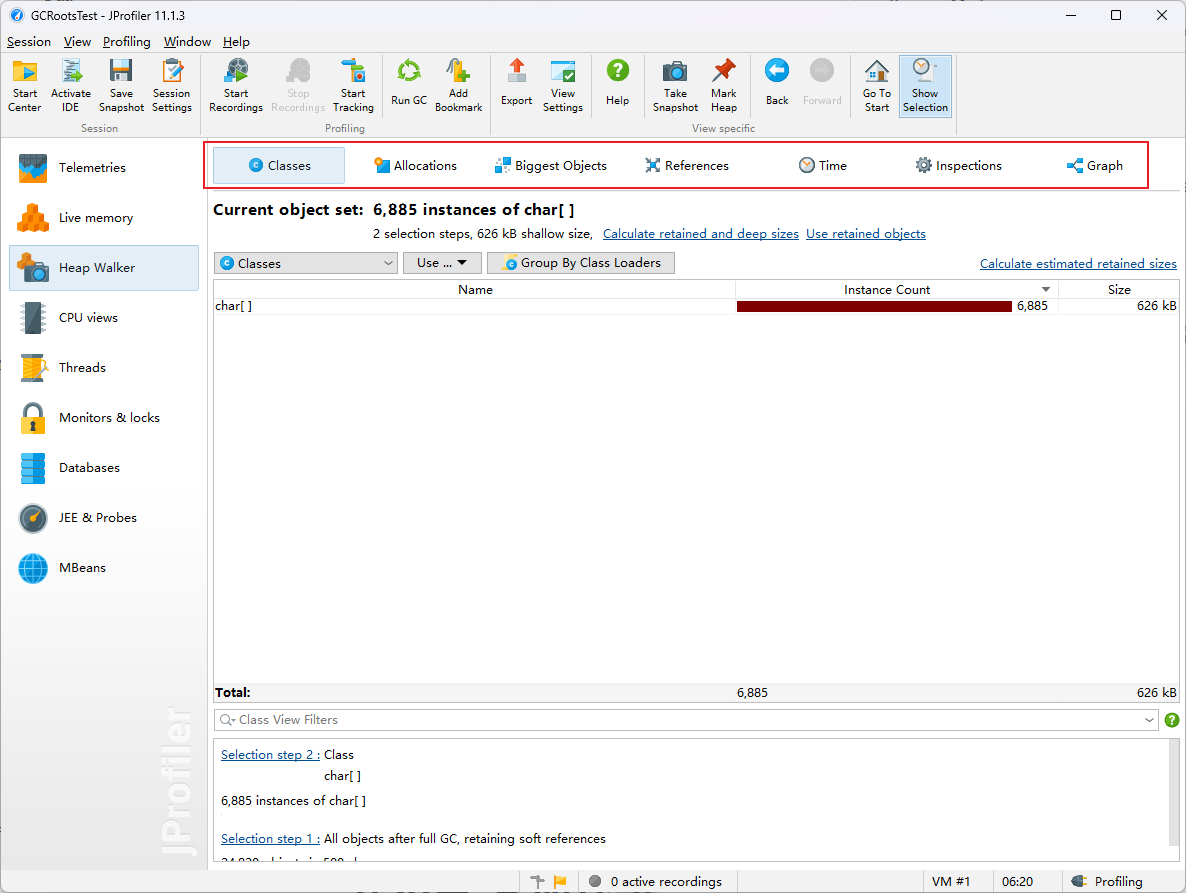 GCRootsTest - JProfiler 11.1.3
Session View Profiling Window Help
Start Center
Activate IDE
Save Snapshot
Session Settings
Start Recordings
Stop Recordings
Start Tracking
Run GC
Add Bookmark
Export
View Settings
Help
Take Snapshot
Mark Heap
Back
Forward
Go To Start
Show Selection
Session
Profiling
View specific
Telemetries
Live memory
Heap Walker
CPU views
Threads
Monitors & locks
Databases
JEE & Probes
MBeans
JProfiler
Classes Allocations Biggest Objects References Time Inspections Graph
Current object set: 6,885 instances of char[ ]
2 selection steps, 626 kB shallow size, Calculate retained and deep sizes Use retained objects
Classes Use ... Group By Class Loaders Calculate estimated retained sizes
Name Instance Count Size
char[ ] 6,885 626 kB
Total: 6,885 626 kB
Class View Filters
Selection step 2 : Class
char[ ]
6,885 instances of char[ ]
Selection step 1 : All objects after full GC, retaining soft references
0 active recordings VM #1 06:20 Profiling